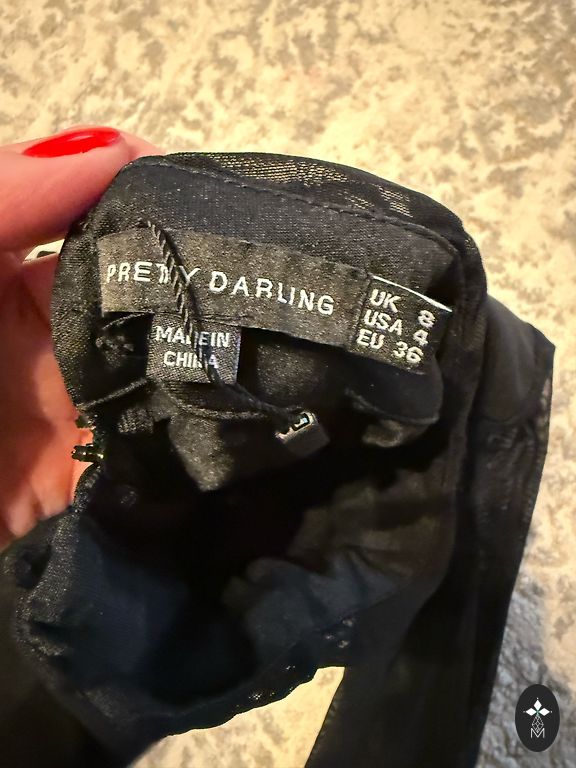 PRETTY DARLING
UK 8
USA 4
EU 36
MADE IN
CHINA
M